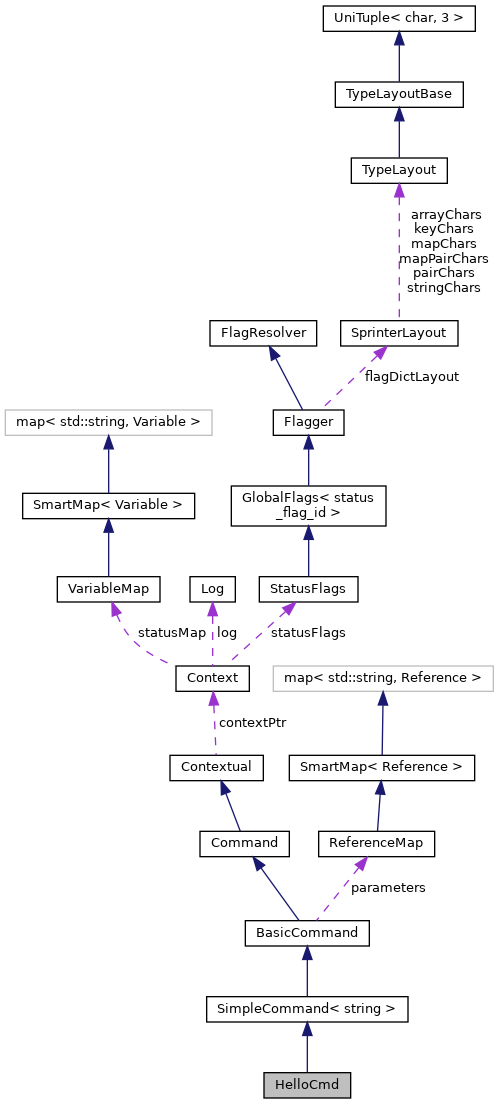 UniTuple< char, 3 >
TypeLayoutBase
TypeLayout
arrayChars
keyChars
mapChars
mapPairChars
pairChars
stringChars
FlagResolver
SprinterLayout
flagDictLayout
Flagger
map< std::string, Variable >
SmartMap< Variable >
GlobalFlags< status
_flag_id >
VariableMap
Log
StatusFlags
statusMap
log
statusFlags
Context
map< std::string, Reference >
contextPtr
Contextual
SmartMap< Reference >
Command
ReferenceMap
parameters
BasicCommand
SimpleCommand< string >
HelloCmd